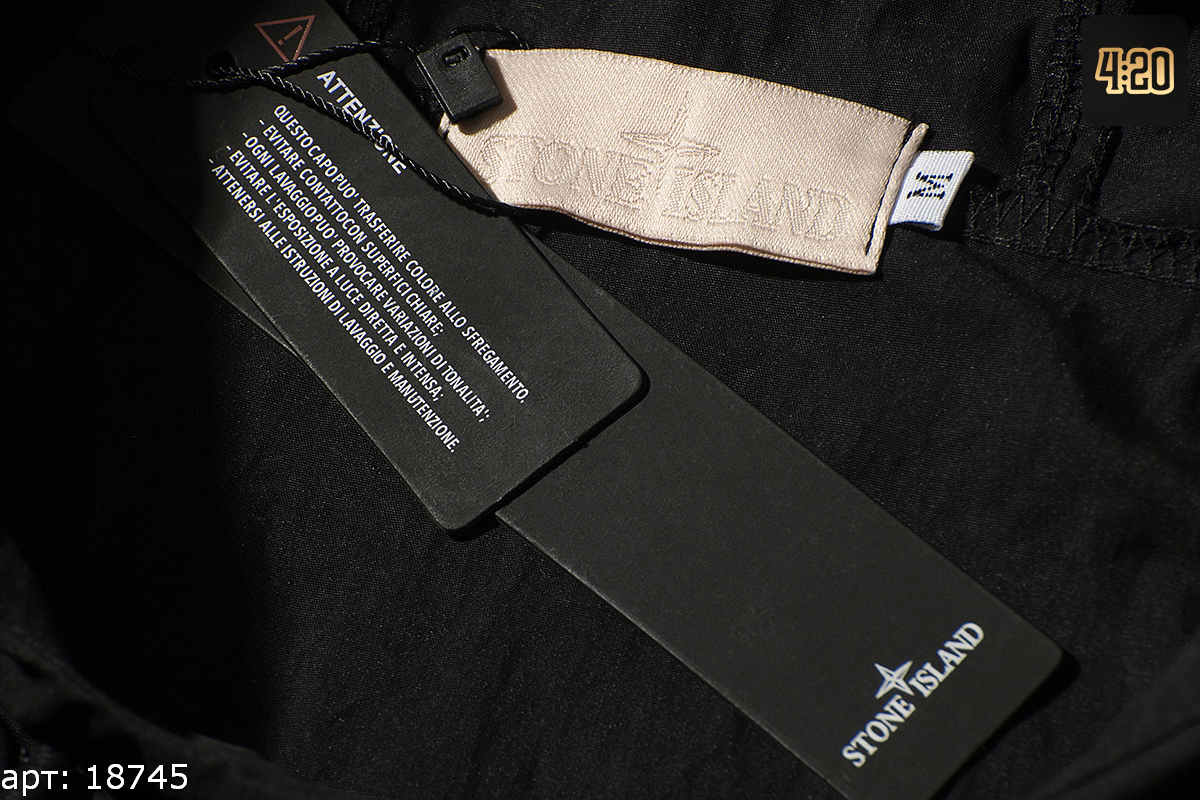 4:20
ATTENZIONE
QUESTO CAPO PUO' TRASFERIRE COLORE ALLO SFREGAMENTO.
- EVITARE CONTATTO CON SUPERFICI CHIARE;
- OGNI LAVAGGIO PUO' PROVOCARE VARIAZIONI DI TONALITA';
- EVITARE L'ESPOSIZIONE A LUCE DIRETTA E INTENSA;
- ATTENERSI ALLE ISTRUZIONI DI LAVAGGIO E MANUTENZIONE.
STONE ISLAND
M
STONE ISLAND
арт: 18745